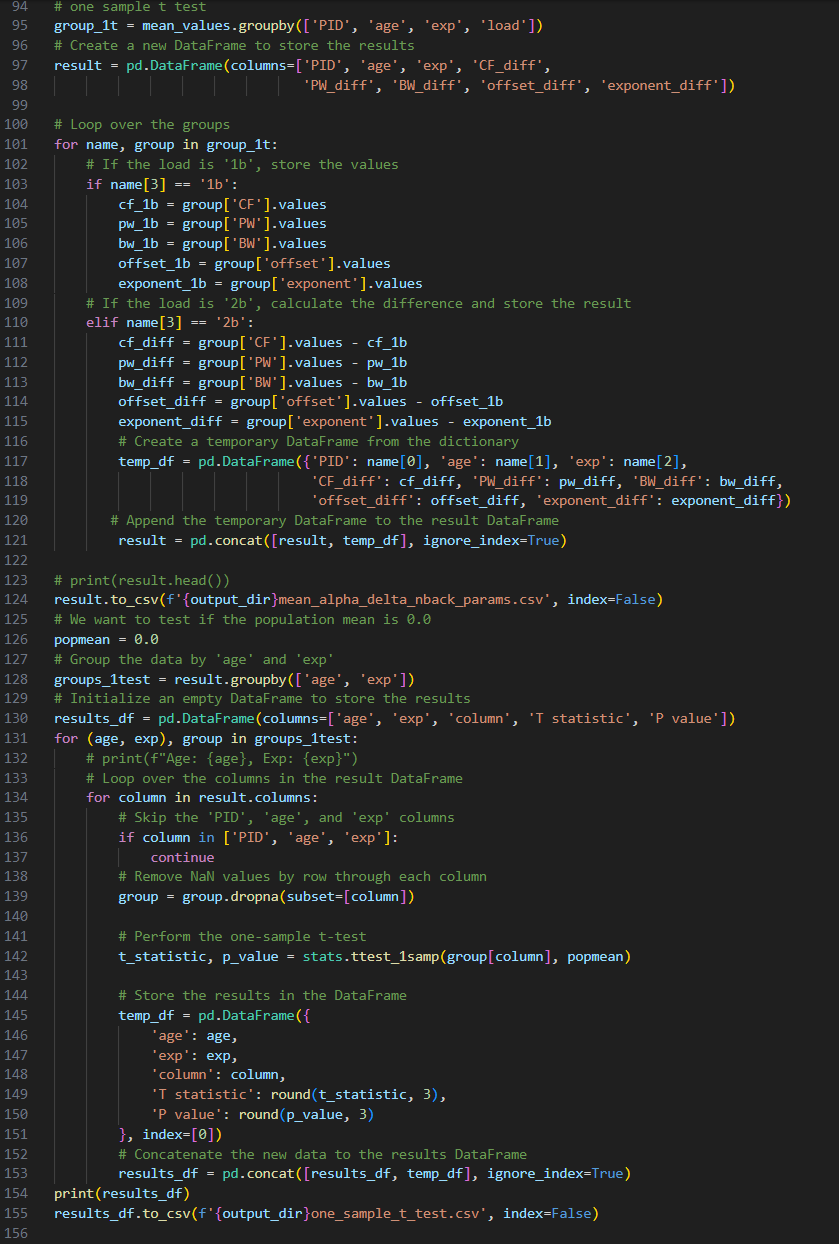 94 # one sample t test
95 group_1t = mean_values.groupby(['PID', 'age', 'exp', 'load'])
96 # Create a new DataFrame to store the results
97 result = pd.DataFrame(columns=['PID', 'age', 'exp', 'CF_diff',
98                                'PW_diff', 'BW_diff', 'offset_diff', 'exponent_diff'])
99
100 # Loop over the groups
101 for name, group in group_1t:
102     # If the load is '1b', store the values
103     if name[3] == '1b':
104         cf_1b = group['CF'].values
105         pw_1b = group['PW'].values
106         bw_1b = group['BW'].values
107         offset_1b = group['offset'].values
108         exponent_1b = group['exponent'].values
109     # If the load is '2b', calculate the difference and store the result
110     elif name[3] == '2b':
111         cf_diff = group['CF'].values - cf_1b
112         pw_diff = group['PW'].values - pw_1b
113         bw_diff = group['BW'].values - bw_1b
114         offset_diff = group['offset'].values - offset_1b
115         exponent_diff = group['exponent'].values - exponent_1b
116         # Create a temporary DataFrame from the dictionary
117         temp_df = pd.DataFrame({'PID': name[0], 'age': name[1], 'exp': name[2],
118                                 'CF_diff': cf_diff, 'PW_diff': pw_diff, 'BW_diff': bw_diff,
119                                 'offset_diff': offset_diff, 'exponent_diff': exponent_diff})
120        # Append the temporary DataFrame to the result DataFrame
121         result = pd.concat([result, temp_df], ignore_index=True)
122
123 # print(result.head())
124 result.to_csv(f'{output_dir}mean_alpha_delta_nback_params.csv', index=False)
125 # We want to test if the population mean is 0.0
126 popmean = 0.0
127 # Group the data by 'age' and 'exp'
128 groups_1test = result.groupby(['age', 'exp'])
129 # Initialize an empty DataFrame to store the results
130 results_df = pd.DataFrame(columns=['age', 'exp', 'column', 'T statistic', 'P value'])
131 for (age, exp), group in groups_1test:
132     # print(f"Age: {age}, Exp: {exp}")
133     # Loop over the columns in the result DataFrame
134     for column in result.columns:
135         # Skip the 'PID', 'age', and 'exp' columns
136         if column in ['PID', 'age', 'exp']:
137             continue
138         # Remove NaN values by row through each column
139         group = group.dropna(subset=[column])
140
141         # Perform the one-sample t-test
142         t_statistic, p_value = stats.ttest_1samp(group[column], popmean)
143
144         # Store the results in the DataFrame
145         temp_df = pd.DataFrame({
146             'age': age,
147             'exp': exp,
148             'column': column,
149             'T statistic': round(t_statistic, 3),
150             'P value': round(p_value, 3)
151         }, index=[0])
152         # Concatenate the new data to the results DataFrame
153         results_df = pd.concat([results_df, temp_df], ignore_index=True)
154 print(results_df)
155 results_df.to_csv(f'{output_dir}one_sample_t_test.csv', index=False)
156